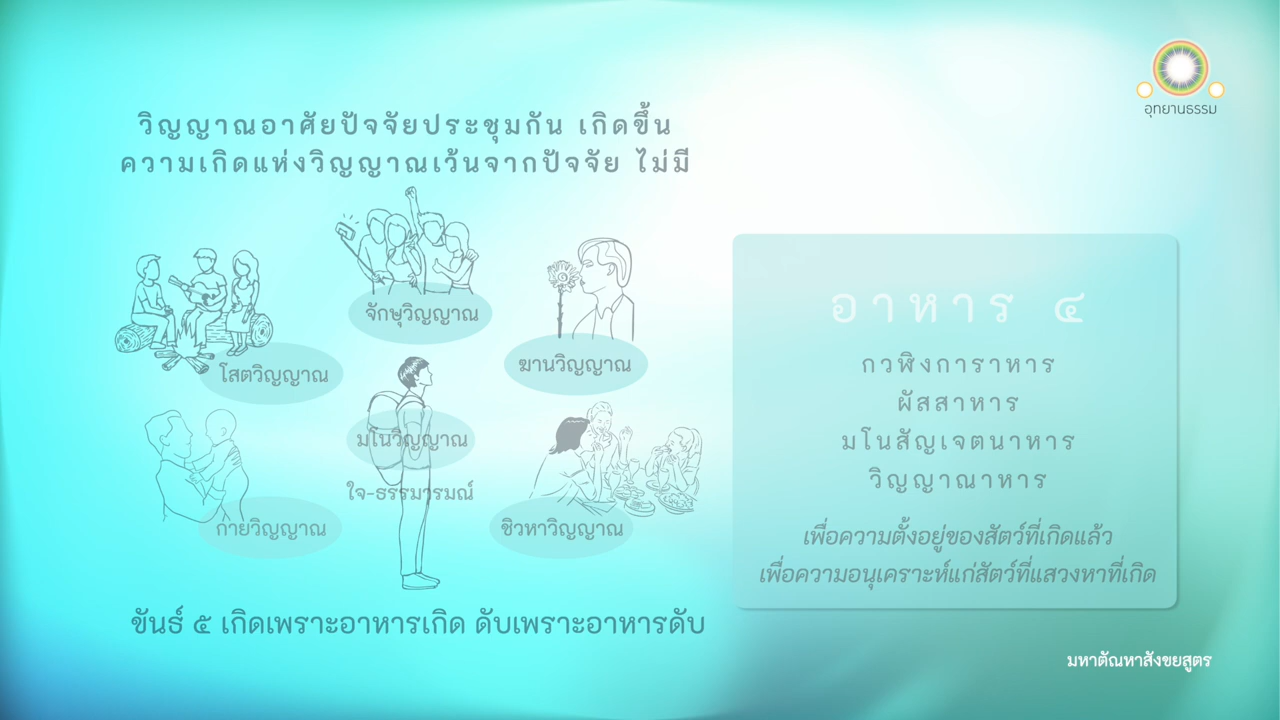 อุทยานธรรม
วิญญาณอาศัยปัจจัยประชุมกัน เกิดขึ้น
ความเกิดแห่งวิญญาณเว้นจากปัจจัย ไม่มี
จักษุวิญญาณ
โสตวิญญาณ
ฆานวิญญาณ
มโนวิญญาณ
ใจ-ธรรมารมณ์
กายวิญญาณ
ชิวหาวิญญาณ
ขันธ์ ๕ เกิดเพราะอาหารเกิด ดับเพราะอาหารดับ
อาหาร ๔
กวฬิงการาหาร
ผัสสาหาร
มโนสัญเจตนาหาร
วิญญาณาหาร
เพื่อความตั้งอยู่ของสัตว์ที่เกิดแล้ว
เพื่อความอนุเคราะห์แก่สัตว์ที่แสวงหาที่เกิด
มหาตัณหาสังขยสูตร